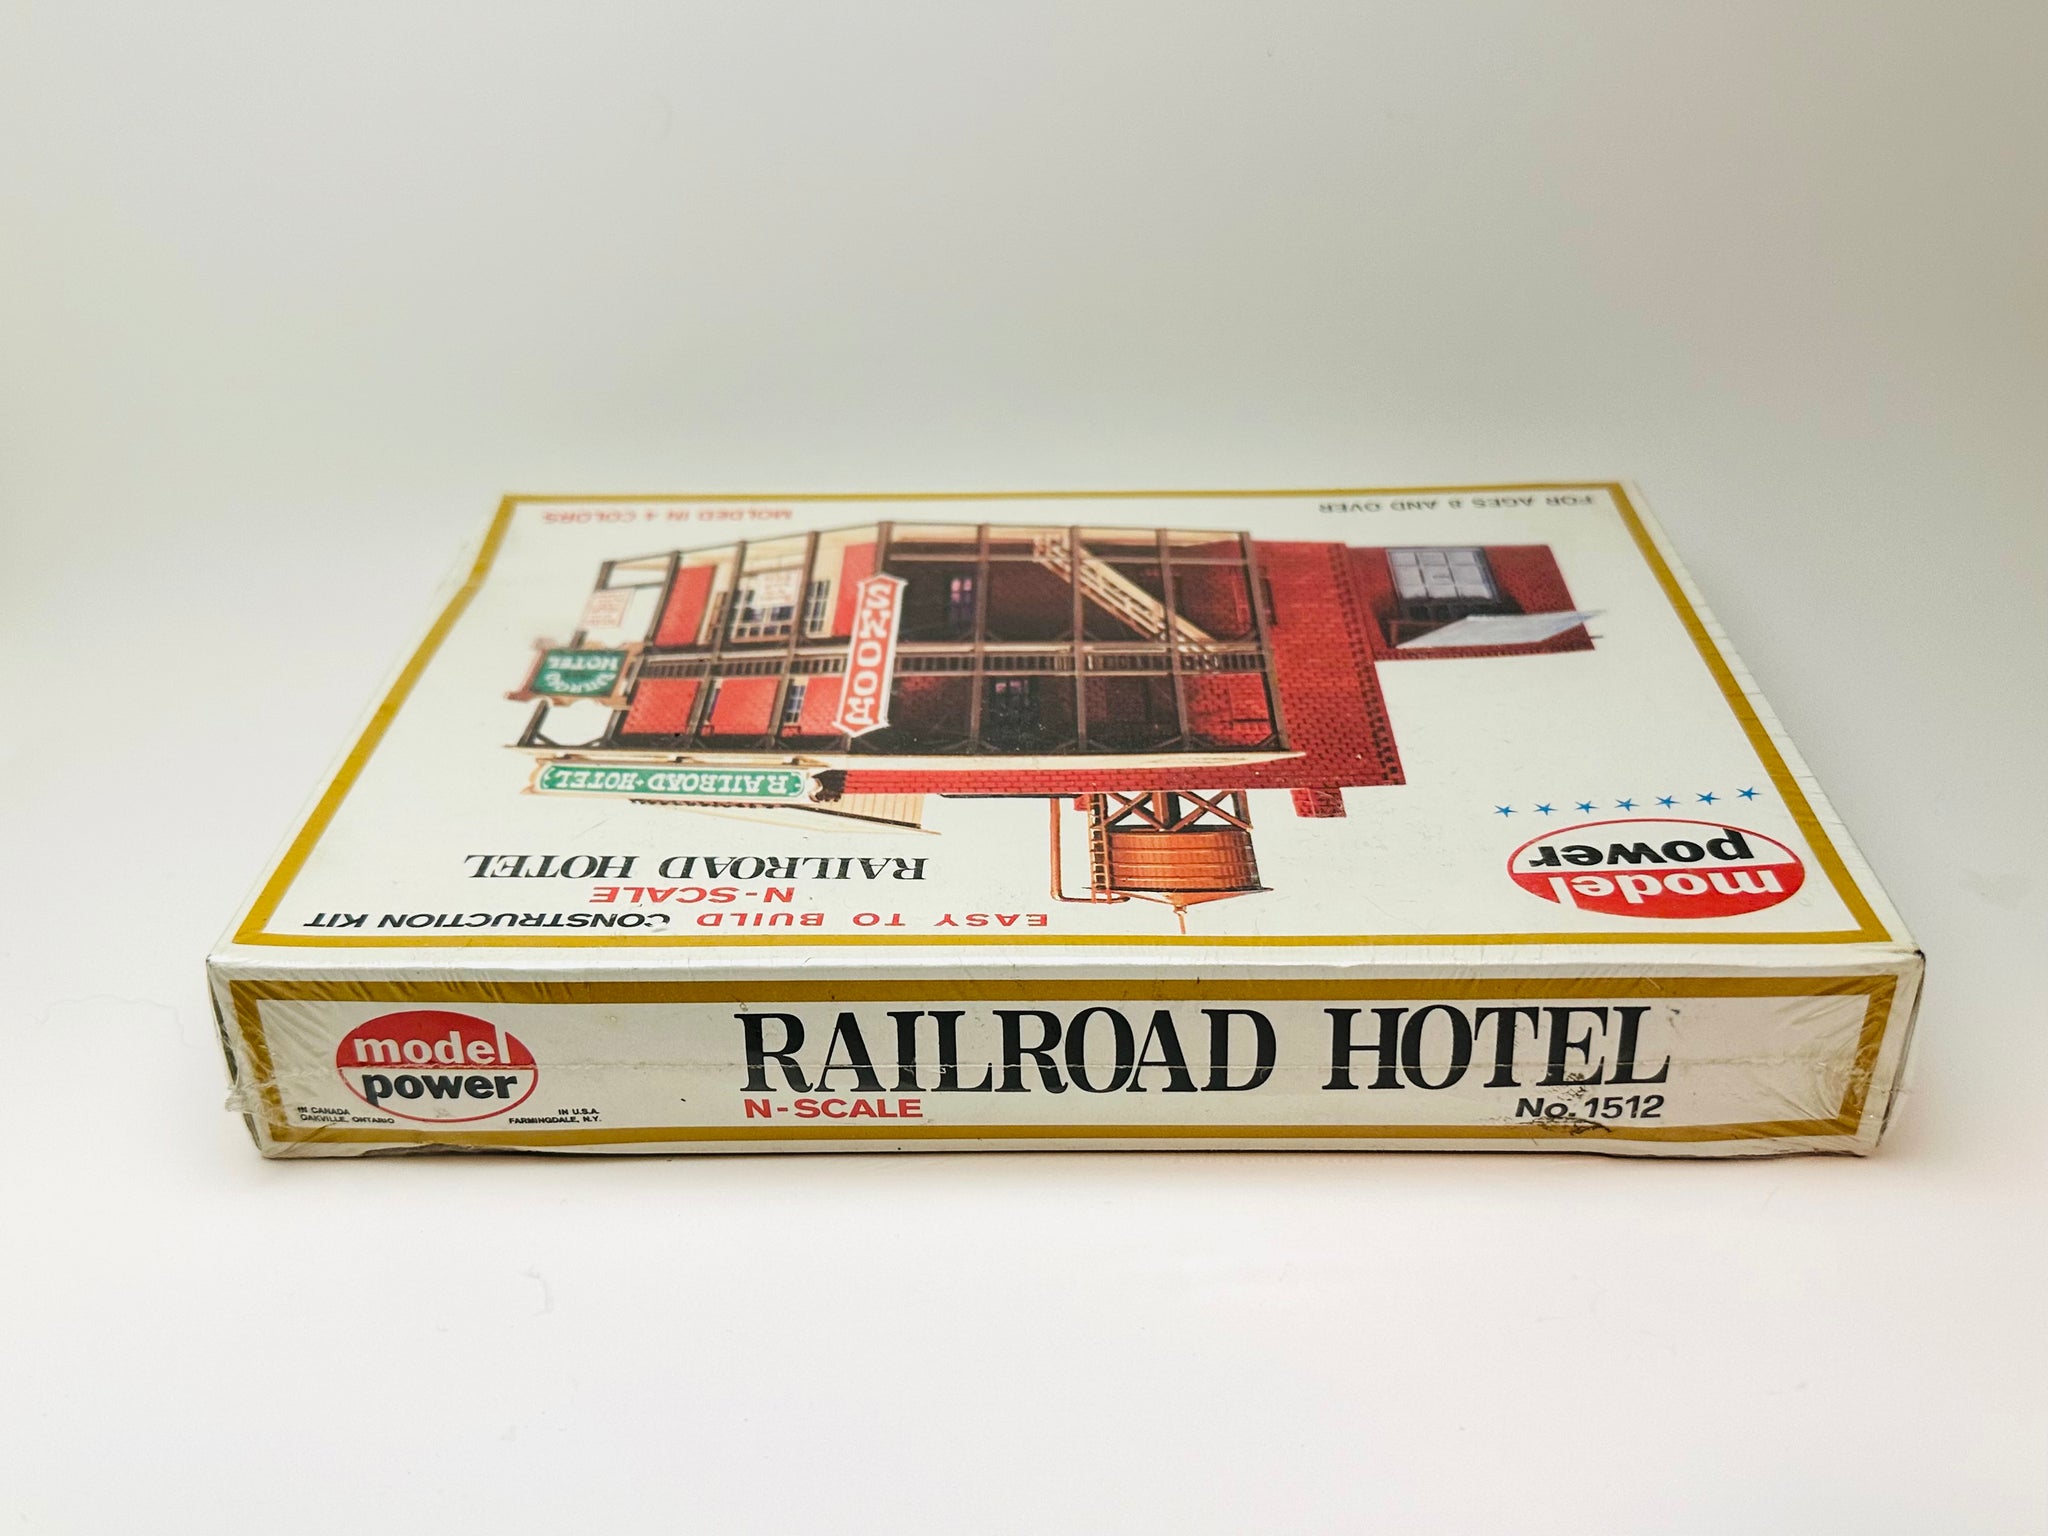 FOR AGES 8 AND OVER
MOLDED IN 4 COLORS
ROOMS
HOTEL
RAILROAD HOTEL
model
power
RAILROAD HOTEL
N-SCALE
EASY TO BUILD CONSTRUCTION KIT
model
power
IN CANADA
OAKVILLE, ONTARIO
IN U.S.A.
FARMINGDALE, N.Y.
RAILROAD HOTEL
N-SCALE
No. 1512